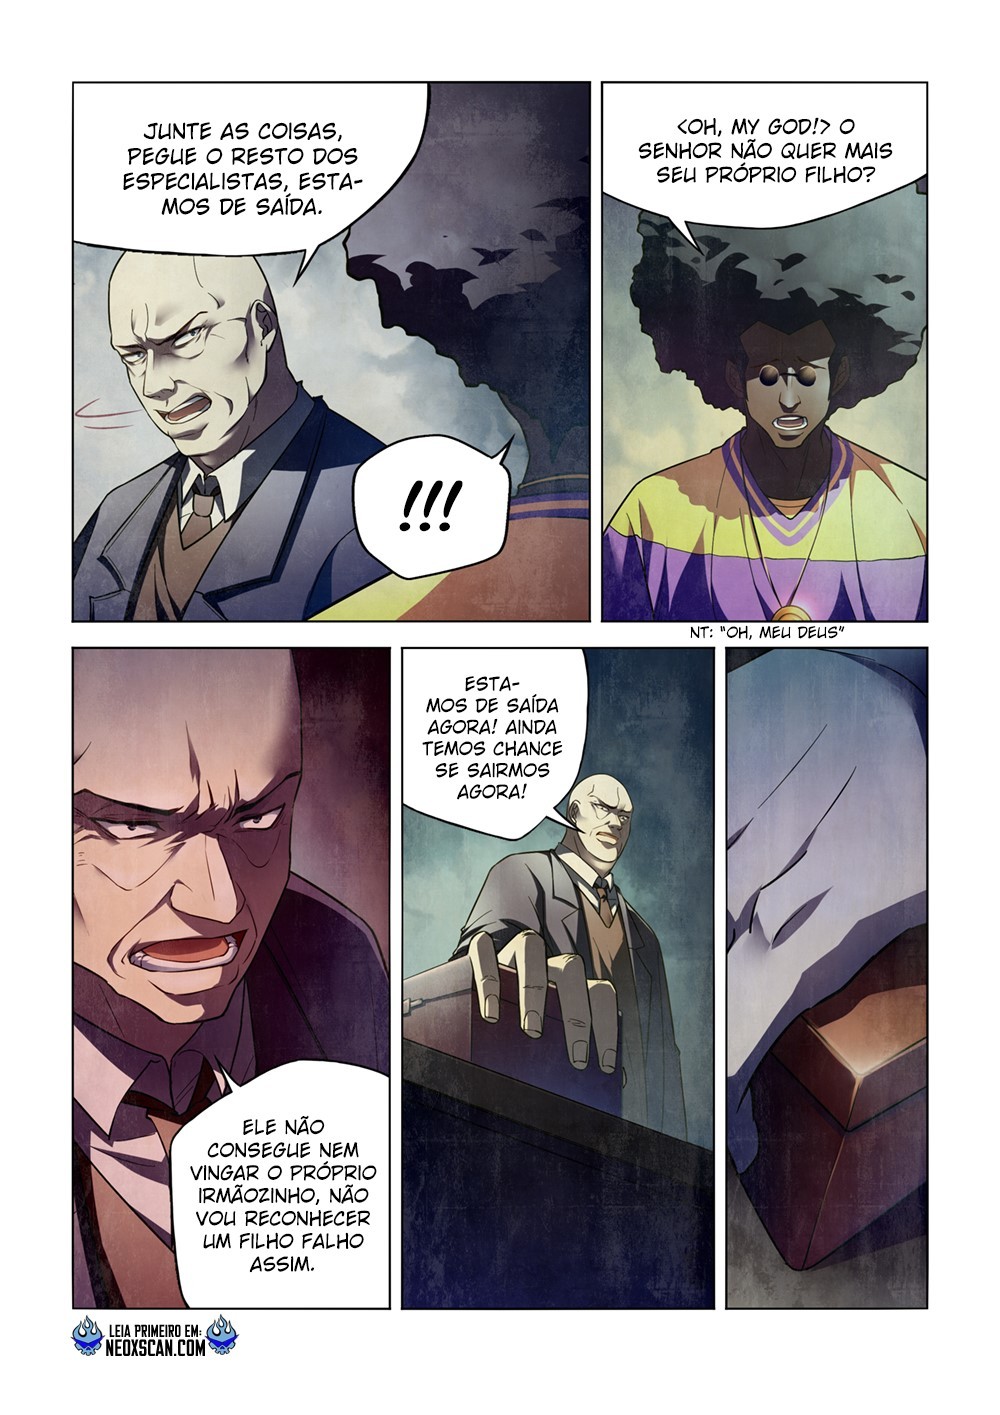 JUNTE AS COISAS,
PEGUE O RESTO DOS
ESPECIALISTAS, ESTA-
MOS DE SAÍDA.
!!!
<OH, MY GOD!> O
SENHOR NÃO QUER MAIS
SEU PRÓPRIO FILHO?
NT: "OH, MEU DEUS"
ELE NÃO
CONSEGUE NEM
VINGAR O PRÓPRIO
IRMÃOZINHO, NÃO
VOU RECONHECER
UM FILHO FALHO
ASSIM.
ESTA-
MOS DE SAÍDA
AGORA! AINDA
TEMOS CHANCE
SE SAIRMOS
AGORA!
LEIA PRIMEIRO EM:
NEOXSCAN.COM